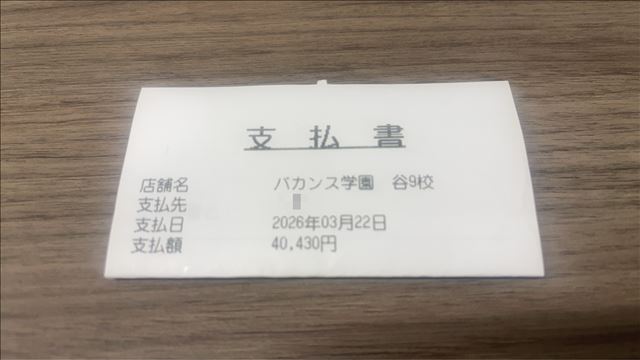 支払書
店舗名 バカンス学園 谷9校
支払先
支払日 2026年03月22日
支払額 40,430円